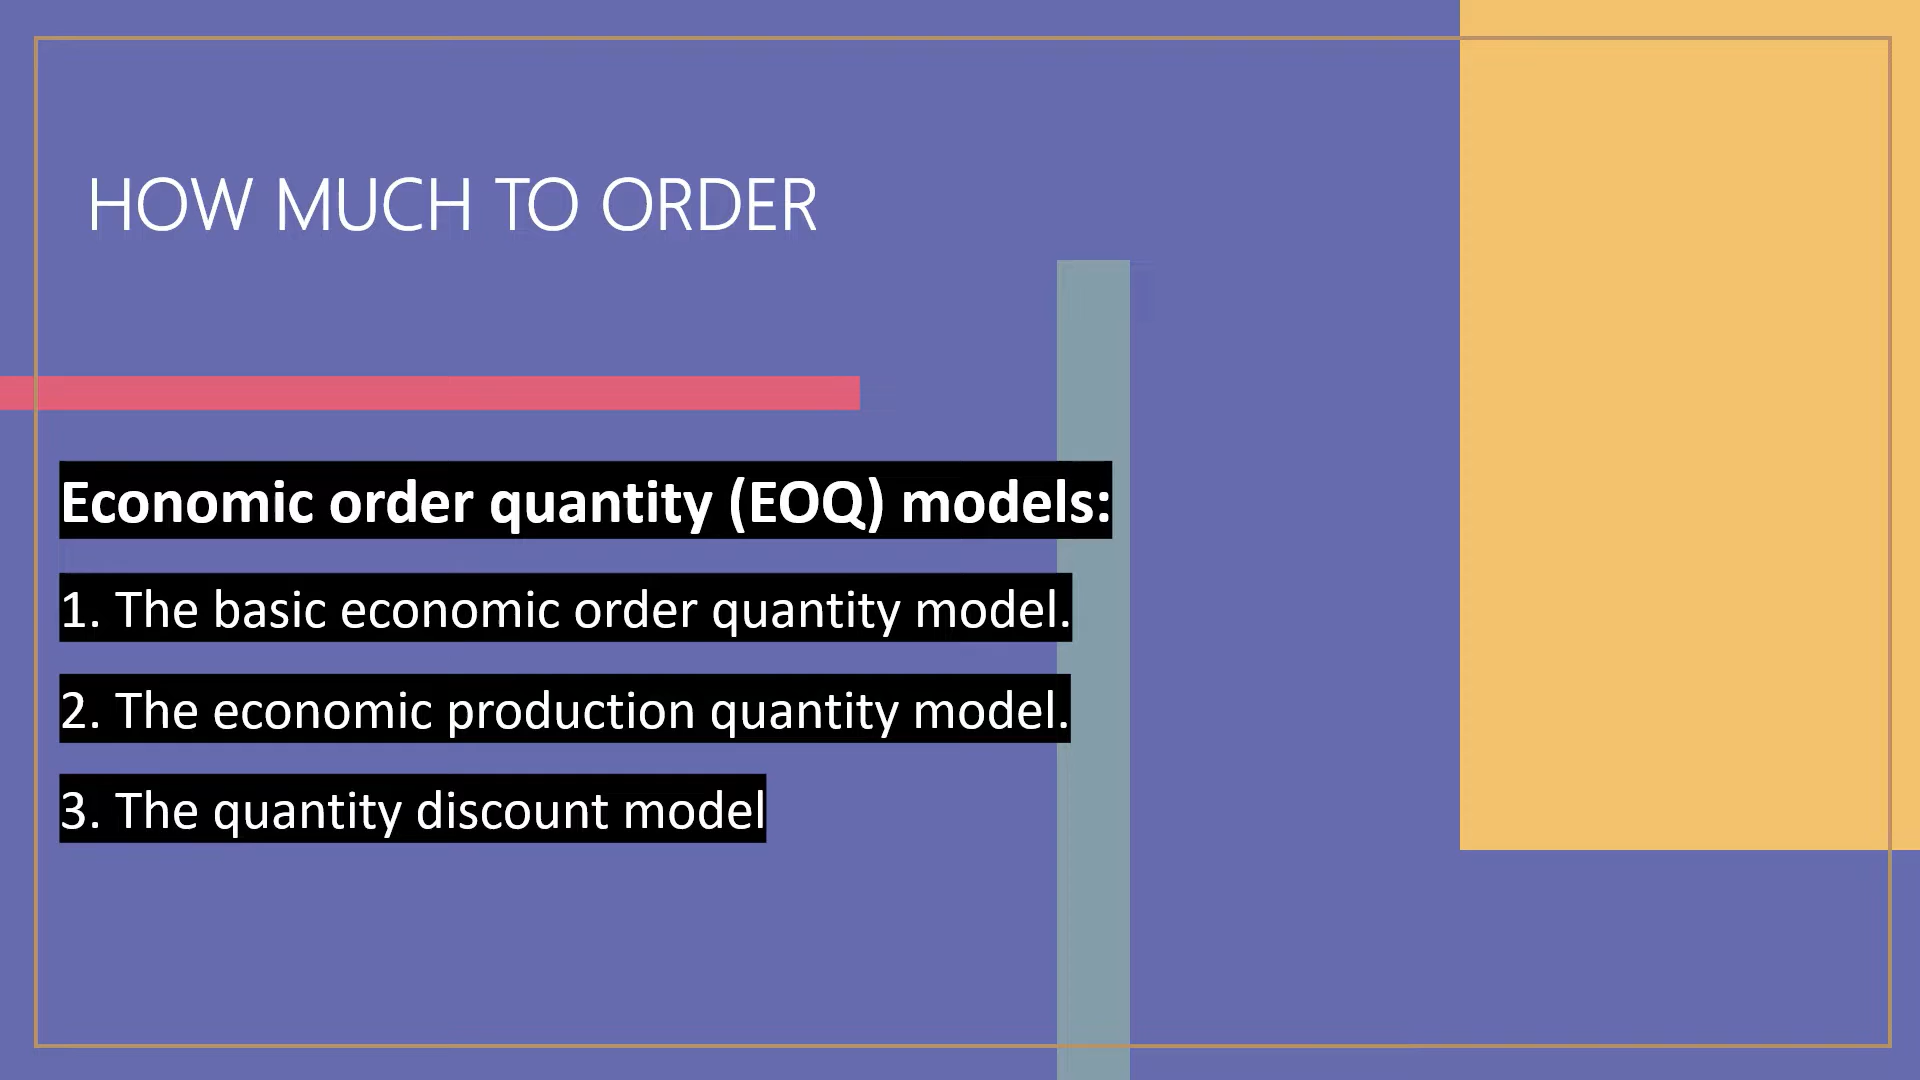 HOW MUCH TO ORDER
Economic order quantity (EOQ) models:
1. The basic economic order quantity model.
2. The economic production quantity model.
3. The quantity discount model